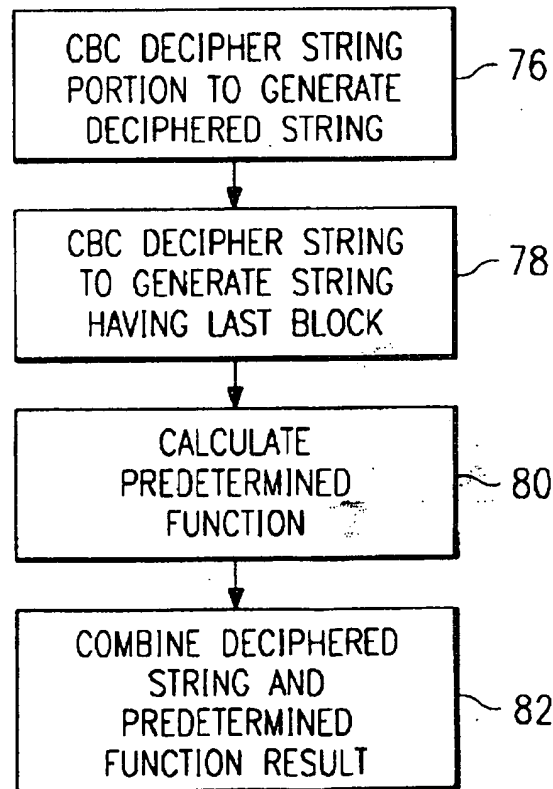 CBC DECIPHER STRING
PORTION TO GENERATE
DECIPHERED STRING
76
CBC DECIPHER STRING
TO GENERATE STRING
HAVING LAST BLOCK
78
CALCULATE
PREDETERMINED
FUNCTION
80
COMBINE DECIPHERED
STRING AND
PREDETERMINED
FUNCTION RESULT
82